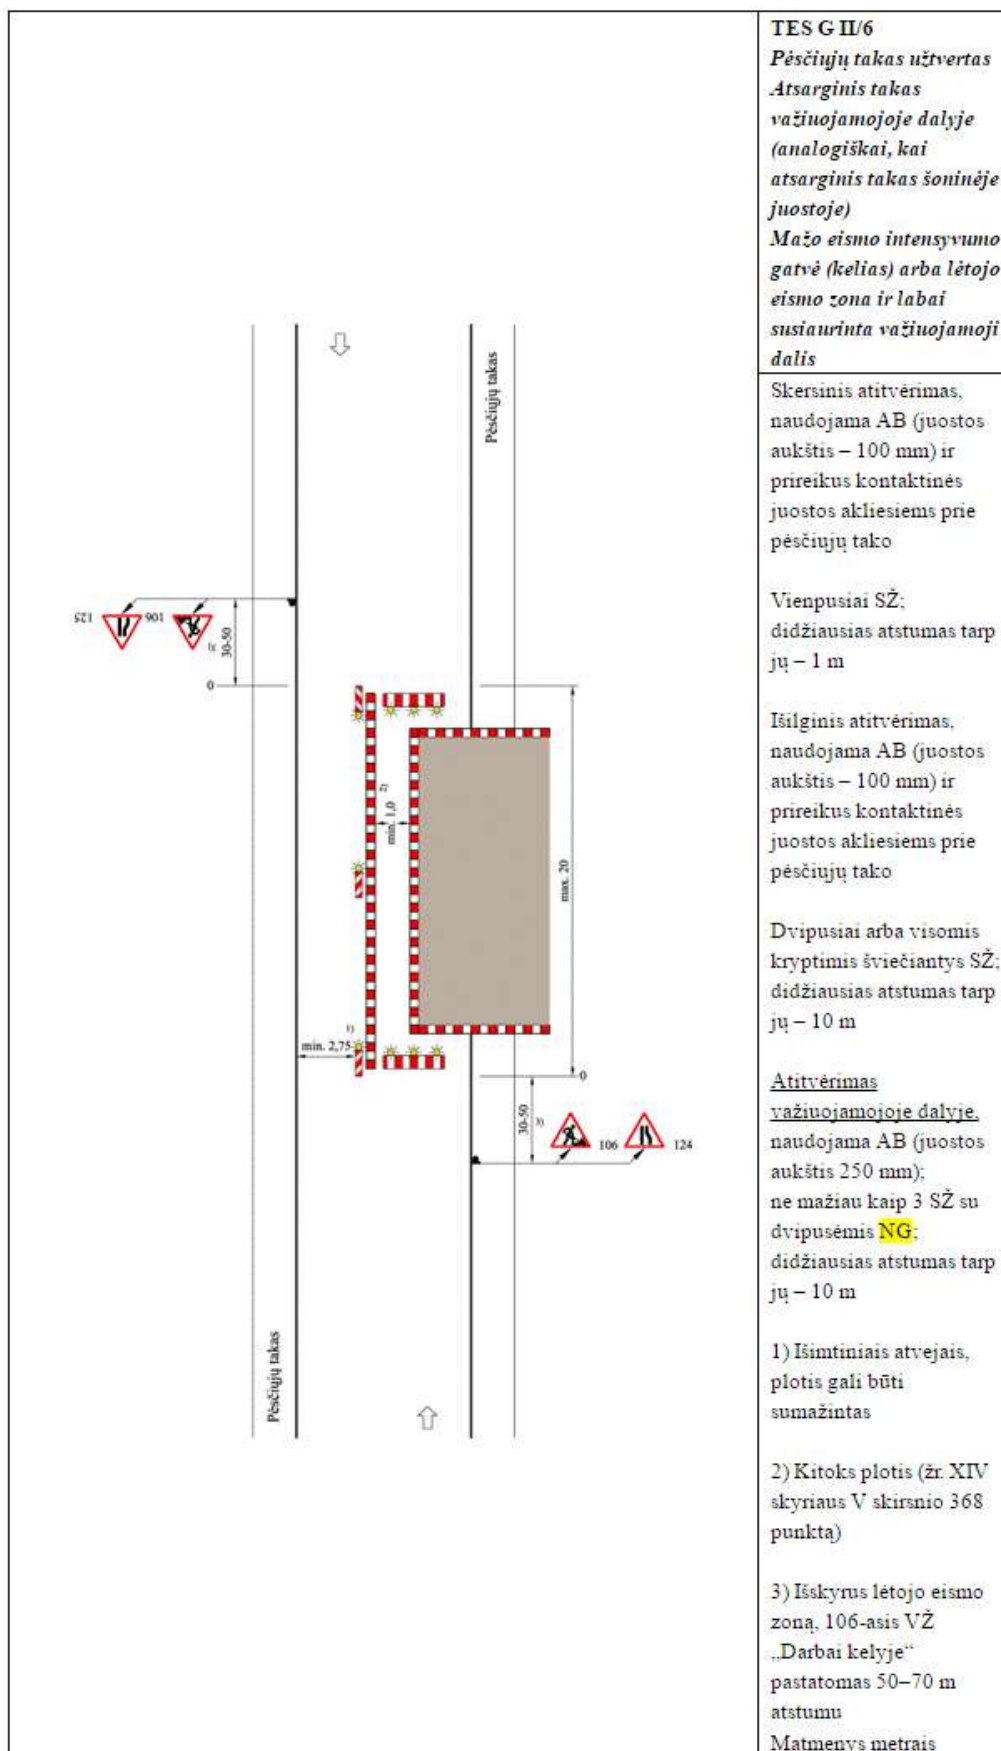 TES G II/6
Pėsčiųjų takas užtvertas
Atsarginis takas
važiuojamojoje dalyje
(analogiškai, kai
atsarginis takas šoninėje
juostoje)
Mažo eismo intensyvumo
gatvė (kelias) arba lėtojo
eismo zona ir labai
susiaurinta važiuojamoji
dalis
Skersinis atitvėrimas,
naudojama AB (juostos
aukštis – 100 mm) ir
prireikus kontaktinės
juostos akliesiems prie
pėsčiųjų tako
Vienpusiai SŽ;
didžiausias atstumas tarp
jų – 1 m
Išilginis atitvėrimas,
naudojama AB (juostos
aukštis – 100 mm) ir
prireikus kontaktinės
juostos akliesiems prie
pėsčiųjų tako
Dvipusiai arba visomis
kryptimis šviečiantys SŽ;
didžiausias atstumas tarp
jų – 10 m
Atitvėrimas
važiuojamojoje dalyje,
naudojama AB (juostos
aukštis 250 mm);
ne mažiau kaip 3 SŽ su
dvipusėmis NG;
didžiausias atstumas tarp
jų – 10 m
1) Išimtiniais atvejais,
plotis gali būti
sumažintas
2) Kitoks plotis (žr. XIV
skyriaus V skirsnio 368
punktą)
3) Išskyrus lėtojo eismo
zoną, 106-asis VŽ
„Darbai kelyje“
pastatomas 50–70 m
atstumu
Matmenys metrais
Pėsčiųjų takas
125
106
3)
30-50
0
2)
min. 1,0
max. 20
1)
min. 2,75
0
30-50
3)
106
124
Pėsčiųjų takas